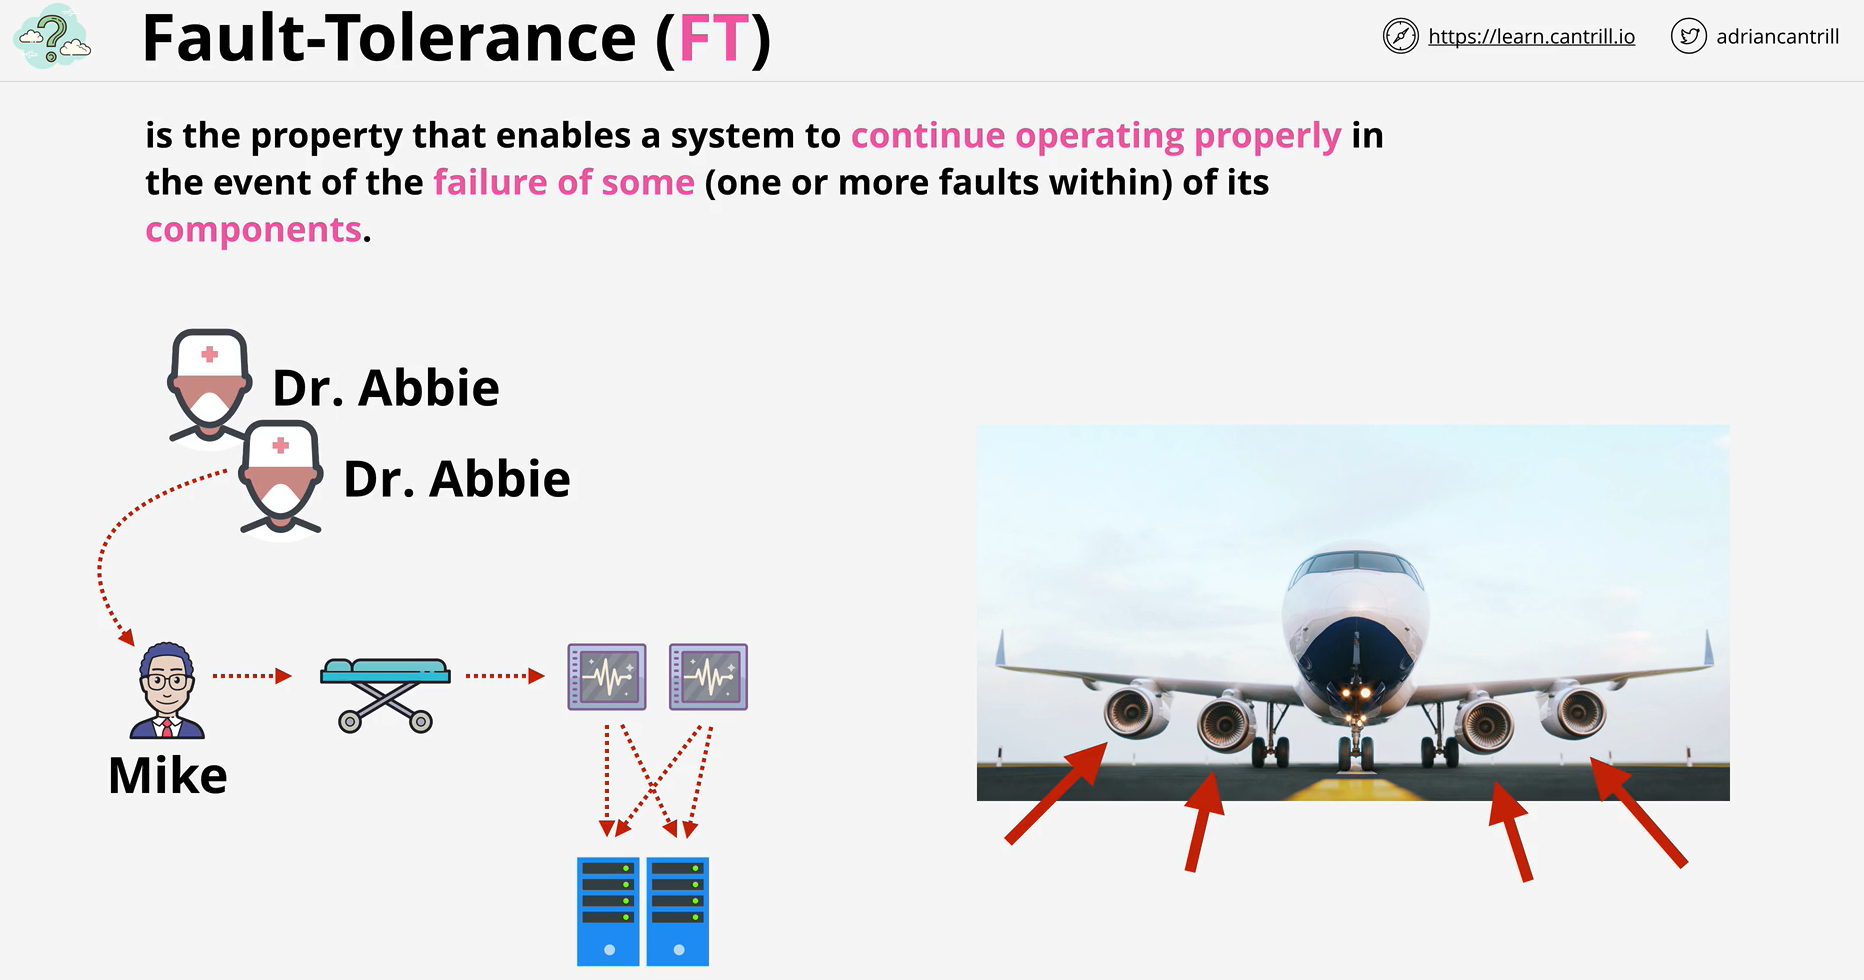 Fault-Tolerance (FT)
https://learn.cantrill.io
adriancantrill
is the property that enables a system to continue operating properly in
the event of the failure of some (one or more faults within) of its
components.
Dr. Abbie
Dr. Abbie
Mike